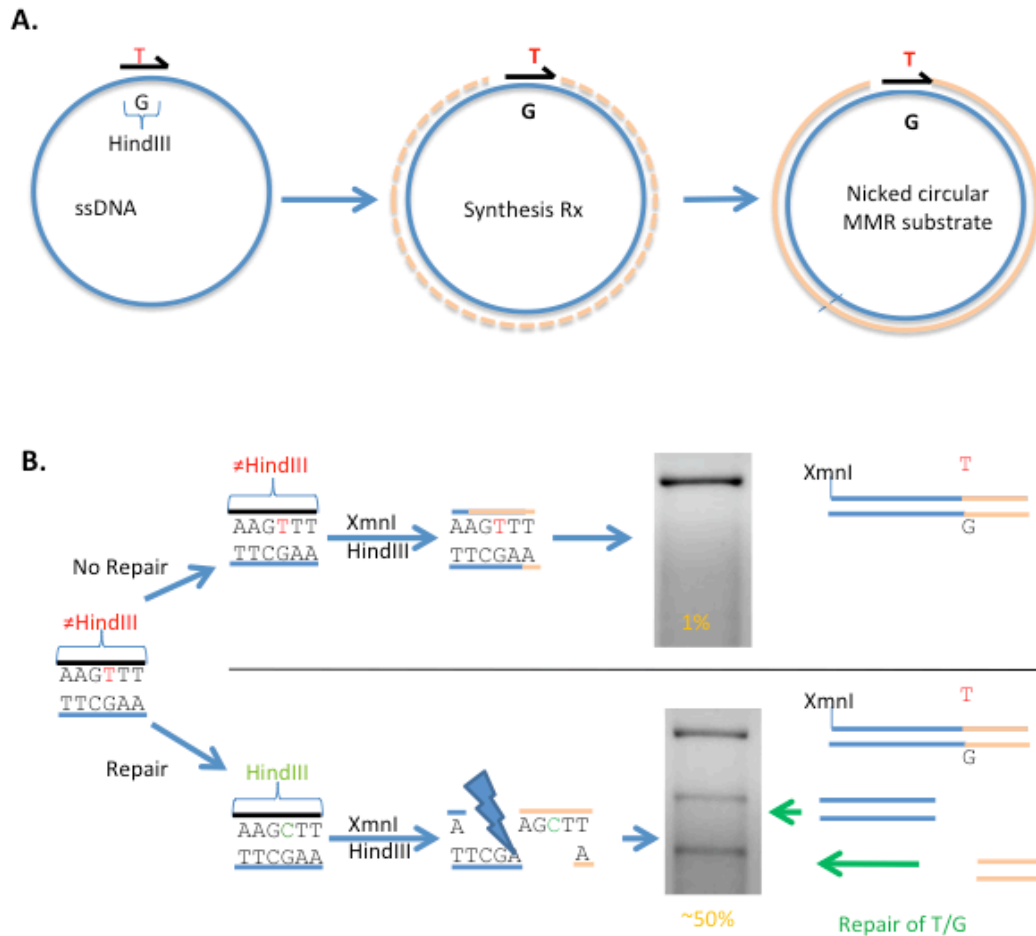 A.
T
G
HindIII
ssDNA
T
G
Synthesis Rx
T
G
Nicked circular
MMR substrate
B.
≠HindIII
AAGTTT
TTCGAA
No Repair
XmnI
HindIII
AAGTTT
TTCGAA
1%
XmnI
T
G
≠HindIII
AAGTTT
TTCGAA
Repair
HindIII
AAGCTT
TTCGAA
XmnI
HindIII
A
TTCGA
AGCTT
A
~50%
XmnI
T
G
Repair of T/G